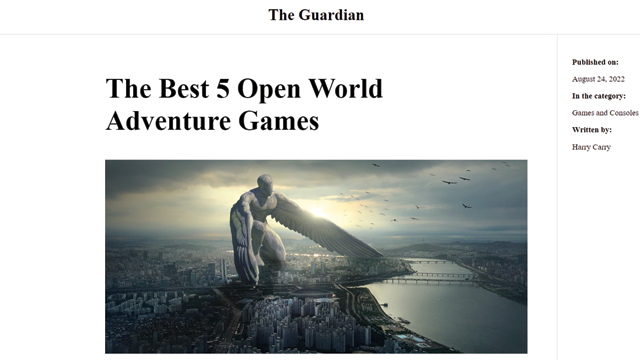 The Guardian
The Best 5 Open World
Adventure Games
Published on:
August 24, 2022
In the category:
Games and Consoles
Written by:
Harry Carry